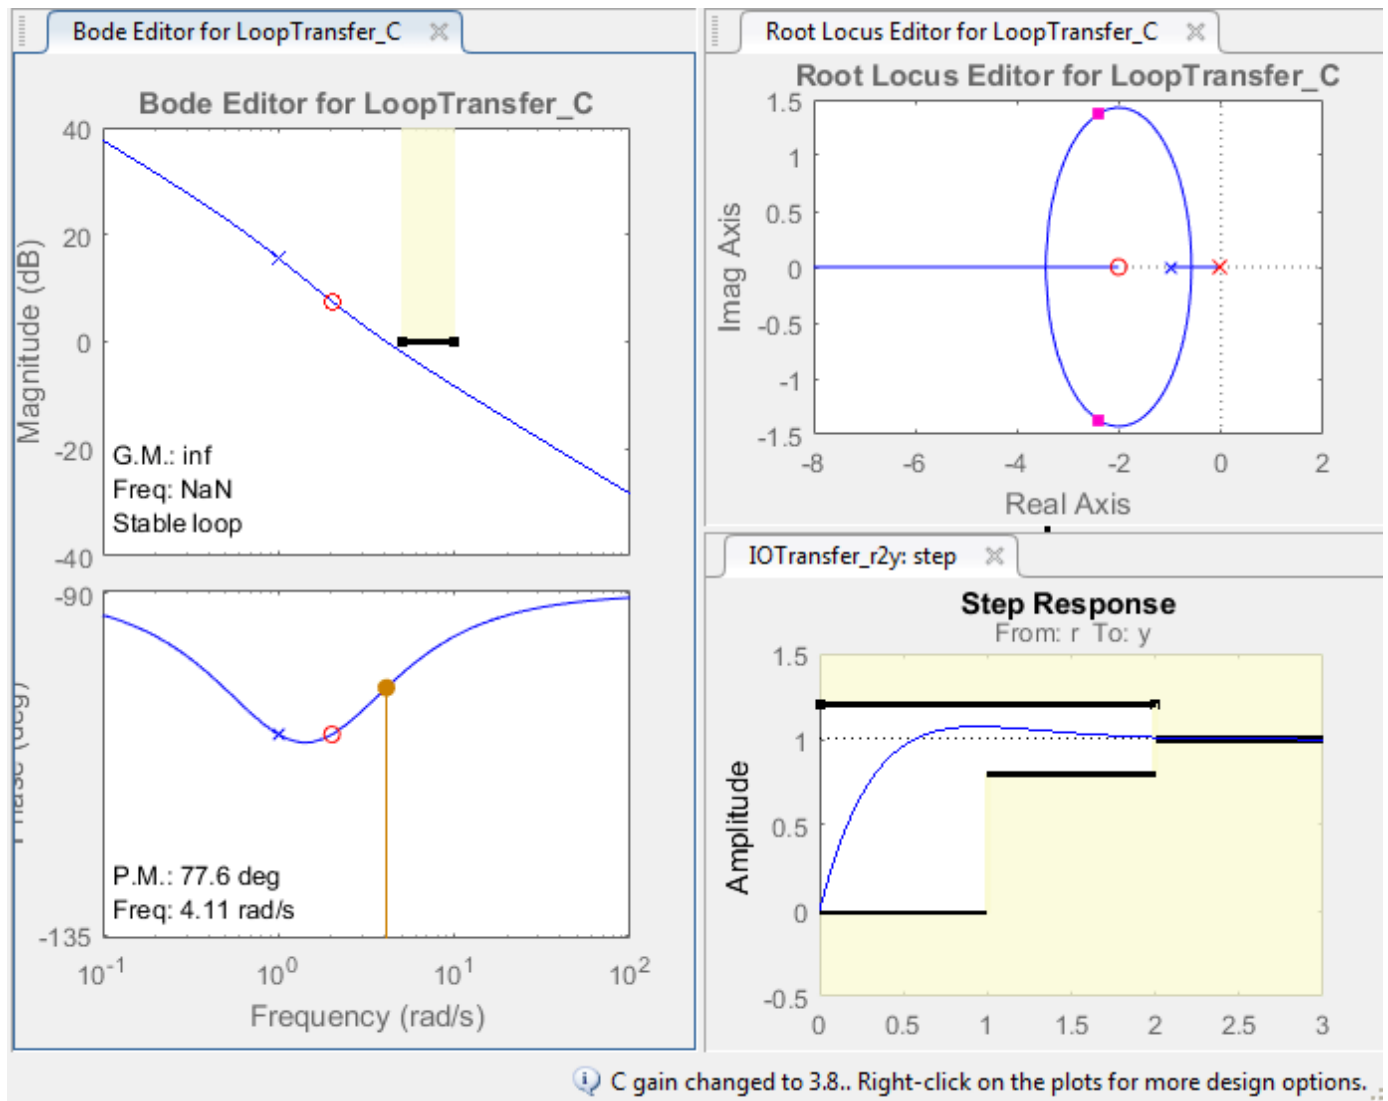 Bode Editor for LoopTransfer_C
Bode Editor for LoopTransfer_C
40
20
0
-20
-40
Magnitude (dB)
G.M.: inf
Freq: NaN
Stable loop
-90
-135
Phase (deg)
P.M.: 77.6 deg
Freq: 4.11 rad/s
10^-1
10^0
10^1
10^2
Frequency (rad/s)
Root Locus Editor for LoopTransfer_C
Root Locus Editor for LoopTransfer_C
1.5
1
0.5
0
-0.5
-1
-1.5
Imag Axis
-8 -6 -4 -2 0 2
Real Axis
IOTransfer_r2y: step
Step Response
From: r To: y
1.5
1
0.5
0
-0.5
Amplitude
0 0.5 1 1.5 2 2.5 3
C gain changed to 3.8.. Right-click on the plots for more design options.